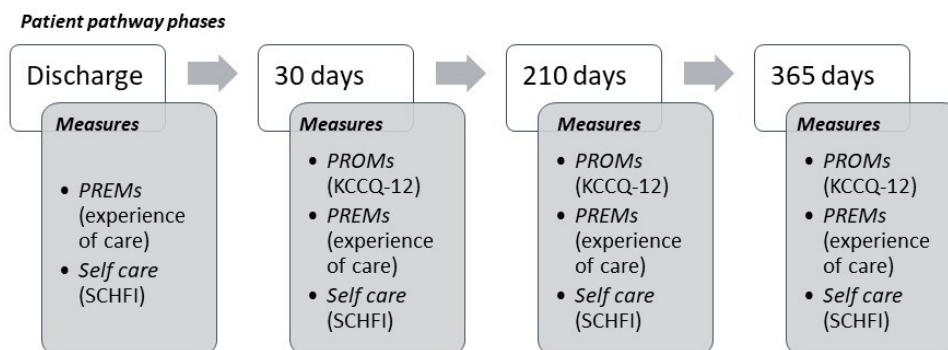 Patient pathway phases
Discharge
30 days
210 days
365 days
Measures
• PREMs
(experience
of care)
• Self care
(SCHFI)
Measures
• PROMs
(KCCQ-12)
• PREMs
(experience
of care)
• Self care
(SCHFI)
Measures
• PROMs
(KCCQ-12)
• PREMs
(experience
of care)
• Self care
(SCHFI)
Measures
• PROMs
(KCCQ-12)
• PREMs
(experience
of care)
• Self care
(SCHFI)